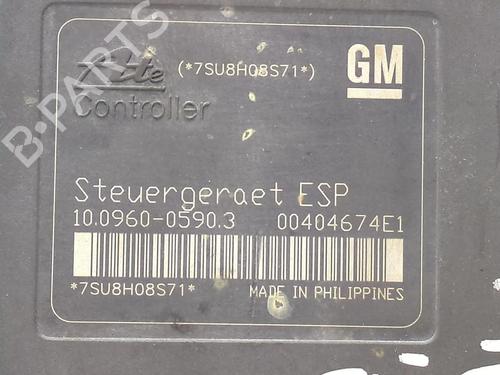 Ate (*7SU8H08S71*) GM
Controller
Steuergeraet ESP
10.0960-0590.3 00404674E1
*7SU8H08S71* MADE IN PHILIPPINES
B-PARTS